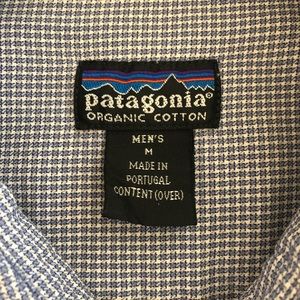 patagonia®
ORGANIC COTTON
MEN'S
M
MADE IN
PORTUGAL
CONTENT (OVER)